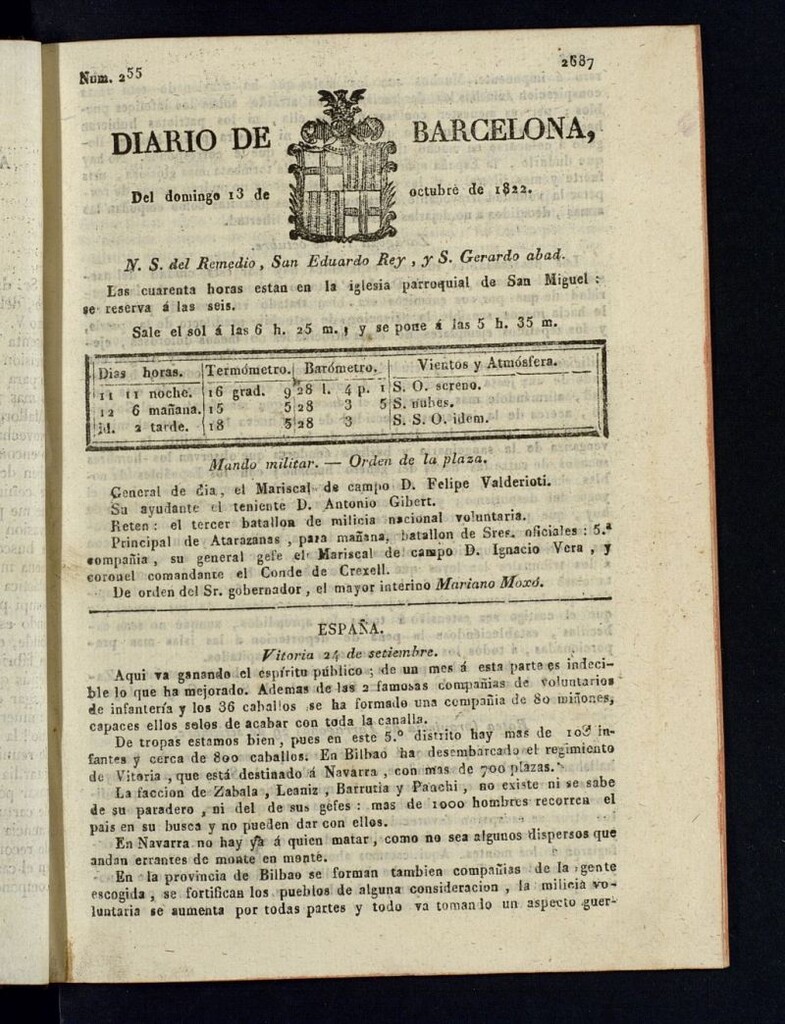 Num. 255
2687
DIARIO DE BARCELONA,
Del domingo 13 de octubre de 1822.
N. S. del Remedio, San Eduardo Rey, y S. Gerardo abad.
Las cuarenta horas estan en la iglesia parroquial de San Miguel:
se reserva á las seis.
Sale el sol á las 6 h. 25 m., y se pone á las 5 h. 35 m.
Dias horas. Termómetro. Barómetro. Vientos y Atmósfera.
11 11 noche. 16 grad. 9 28 l. 4 p. 1 S. O. sereno.
12 6 mañana. 15 5 28 3 5 S. nubes.
id. 2 tarde. 18 5 28 3 S. S. O. idem.
Mando militar. — Orden de la plaza.
General de dia, el Mariscal de campo D. Felipe Valderioti.
Su ayudante el teniente D. Antonio Gibert.
Reten: el tercer batallon de milicia nacional voluntaria.
Principal de Atarazanas, para mañana, batallon de Sres. oficiales: 5.ª
compañia, su general gefe el Mariscal de campo D. Ignacio Vera, y
coronel comandante el Conde de Crexell.
De orden del Sr. gobernador, el mayor interino Mariano Moxó.
ESPAÑA.
Vitoria 24 de setiembre.
Aqui va ganando el espíritu público; de un mes á esta parte es indeci-
ble lo que ha mejorado. Ademas de las 2 famosas compañias de voluntarios
de infantería y los 36 caballos se ha formado una compañia de 80 miñones,
capaces ellos solos de acabar con toda la canalla.
De tropas estamos bien, pues en este 5.º distrito hay mas de in-
fantes y cerca de 800 caballos. En Bilbao ha desembarcado el regimiento
de Vitoria, que está destinado á Navarra, con mas de 700 plazas.
La faccion de Zabala, Leaniz, Barrutia y Paachi, no existe ni se sabe
de su paradero, ni del de sus gefes: mas de 1000 hombres recorren el
pais en su busca y no pueden dar con ellos.
En Navarra no hay ya á quien matar, como no sea algunos dispersos que
andan errantes de monte en monte.
En la provincia de Bilbao se forman tambien compañias de la gente
escogida, se fortifican los pueblos de alguna consideracion, la milicia vo-
luntaria se aumenta por todas partes y todo va tomando un aspecto guer-